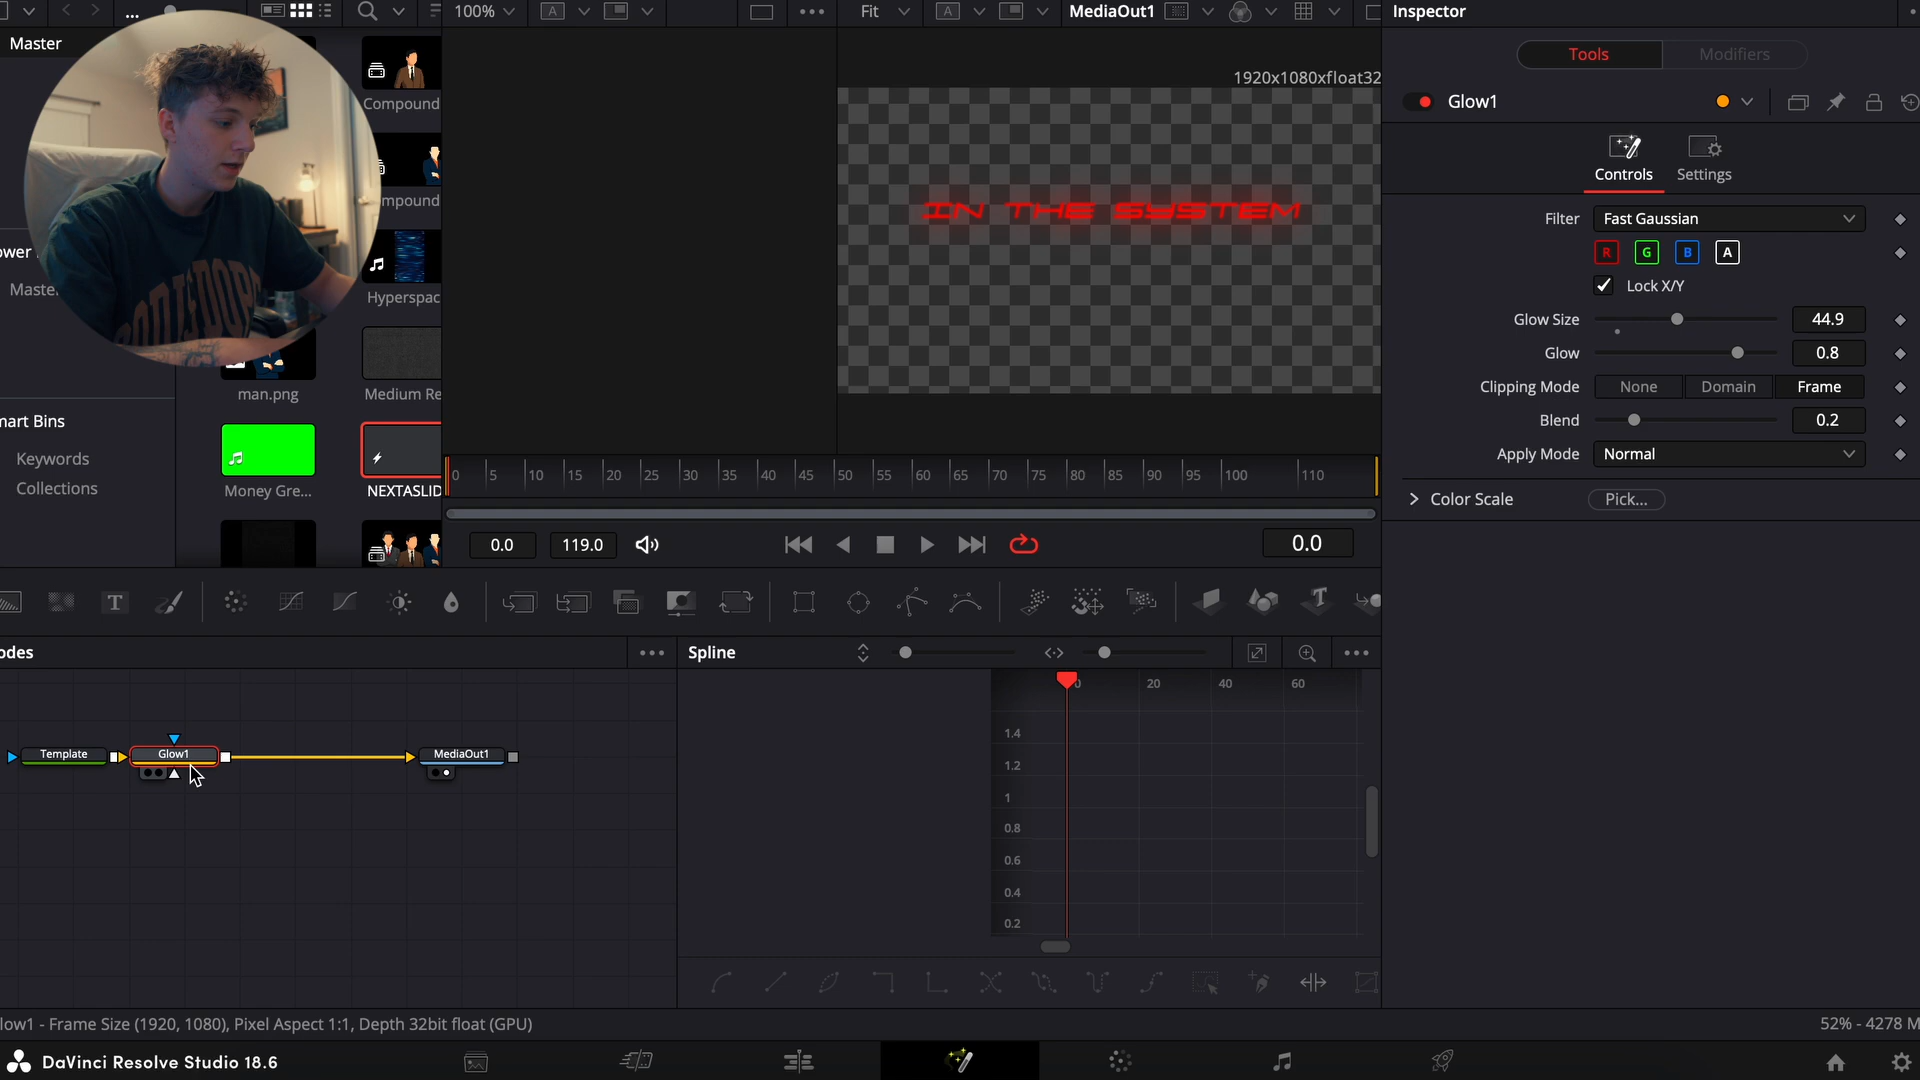 100%
Fit
MediaOut1
Inspector
Master
Compound
Tools
Modifiers
1920x1080xfloat32
Glow1
Controls
Settings
mpound
Filter
Fast Gaussian
R
G
B
A
ower
Lock X/Y
Maste
Hyperspac
Glow Size
44.9
IN THE SYSTEM
Glow
0.8
Clipping Mode
None
Domain
Frame
man.png
Medium Re
Blend
0.2
mart Bins
Apply Mode
Normal
Keywords
Collections
Money Gre...
NEXTASLID
0 5 10 15 20 25 30 35 40 45 50 55 60 65 70 75 80 85 90 95 100 110
Color Scale
Pick...
0.0
119.0
0.0
odes
Spline
0 20 40 60
1.4
Template
Glow1
MediaOut1
1.2
1
0.8
0.6
0.4
0.2
low1 - Frame Size (1920, 1080), Pixel Aspect 1:1, Depth 32bit float (GPU)
52% - 4278 M
DaVinci Resolve Studio 18.6